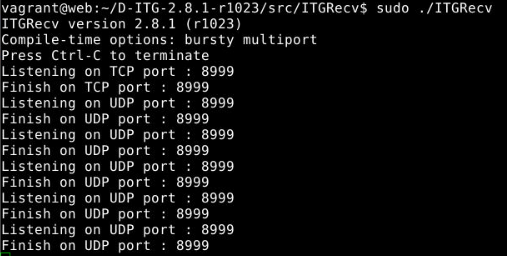 vagrant@web:~/D-ITG-2.8.1-r1023/src/ITGRecv$ sudo ./ITGRecv
ITGRecv version 2.8.1 (r1023)
Compile-time options: bursty multiport
Press Ctrl-C to terminate
Listening on TCP port : 8999
Finish on TCP port : 8999
Listening on UDP port : 8999
Finish on UDP port : 8999
Listening on UDP port : 8999
Finish on UDP port : 8999
Listening on UDP port : 8999
Finish on UDP port : 8999
Listening on UDP port : 8999
Finish on UDP port : 8999
Listening on UDP port : 8999
Finish on UDP port : 8999